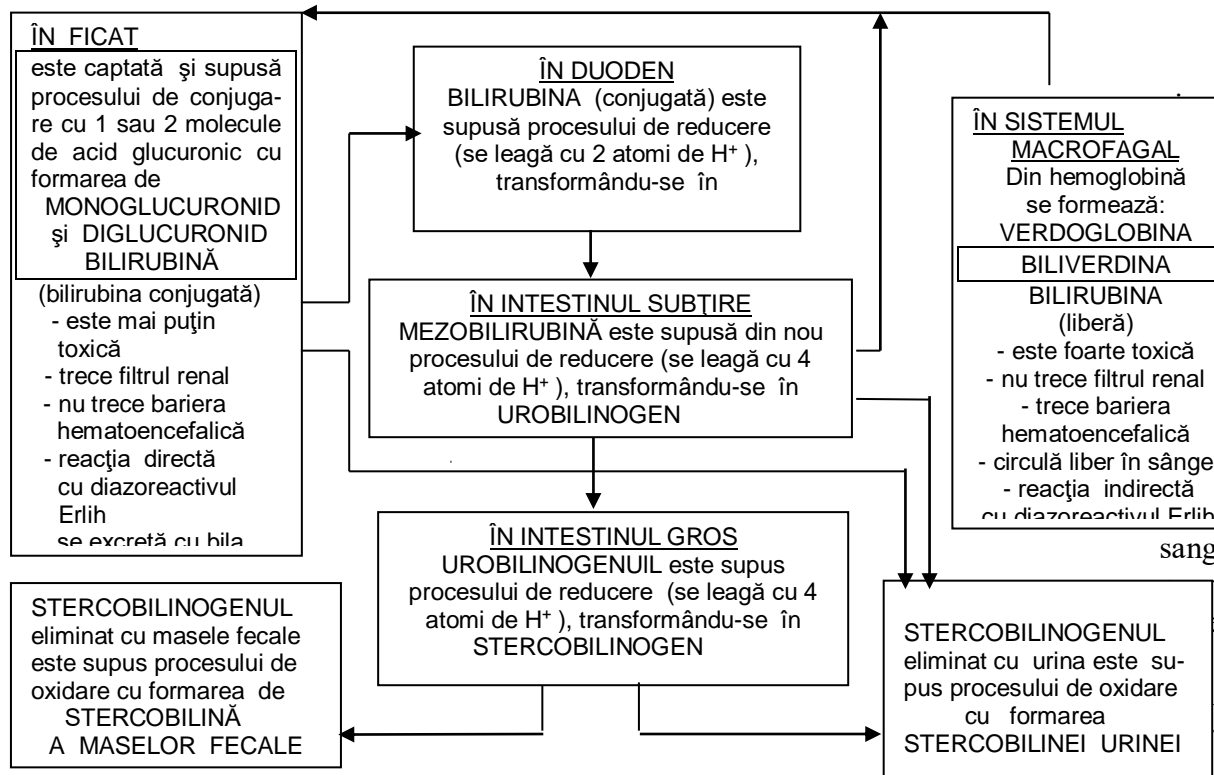 ÎN FICAT
este captată şi supusă
procesului de conjuga-
re cu 1 sau 2 molecule
de acid glucuronic cu
formarea de
MONOGLUCURONID
şi DIGLUCURONID
BILIRUBINĂ
(bilirubina conjugată)
- este mai puţin
toxică
- trece filtrul renal
- nu trece bariera
hematoencefalică
- reacţia directă
cu diazoreactivul
Erlih
se excretă cu bila
ÎN DUODEN
BILIRUBINA (conjugată) este
supusă procesului de reducere
(se leagă cu 2 atomi de H⁺ ),
transformându-se în
ÎN INTESTINUL SUBŢIRE
MEZOBILIRUBINĂ este supusă din nou
procesului de reducere (se leagă cu 4
atomi de H⁺ ), transformându-se în
UROBILINOGEN
ÎN INTESTINUL GROS
UROBILINOGENUIL este supus
procesului de reducere (se leagă cu 4
atomi de H⁺ ), transformându-se în
STERCOBILINOGEN
ÎN SISTEMUL
MACROFAGAL
Din hemoglobină
se formează:
VERDOGLOBINA
BILIVERDINA
BILIRUBINA
(liberă)
- este foarte toxică
- nu trece filtrul renal
- trece bariera
hematoencefalică
- circulă liber în sânge
- reacţia indirectă
cu diazoreactivul Erlih
sang
STERCOBILINOGENUL
eliminat cu masele fecale
este supus procesului de
oxidare cu formarea de
STERCOBILINĂ
A MASELOR FECALE
STERCOBILINOGENUL
eliminat cu urina este su-
pus procesului de oxidare
cu formarea
STERCOBILINEI URINEI